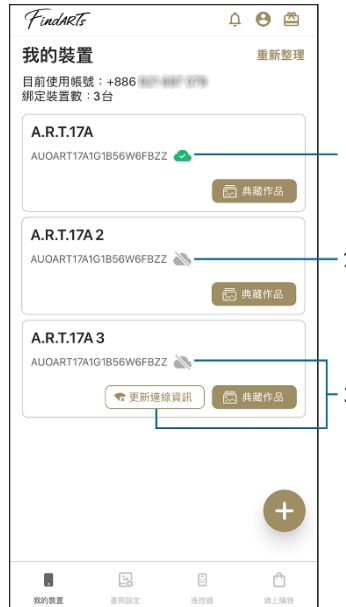 FindARTs
我的裝置
重新整理
目前使用帳號：+886
綁定裝置數：3台
A.R.T.17A
AUOART17A1G1B56W6FBZZ
典藏作品
A.R.T.17A 2
AUOART17A1G1B56W6FBZZ
典藏作品
A.R.T.17A 3
AUOART17A1G1B56W6FBZZ
更新連線資訊
典藏作品
我的裝置 畫冊設定 遙控器 線上購物